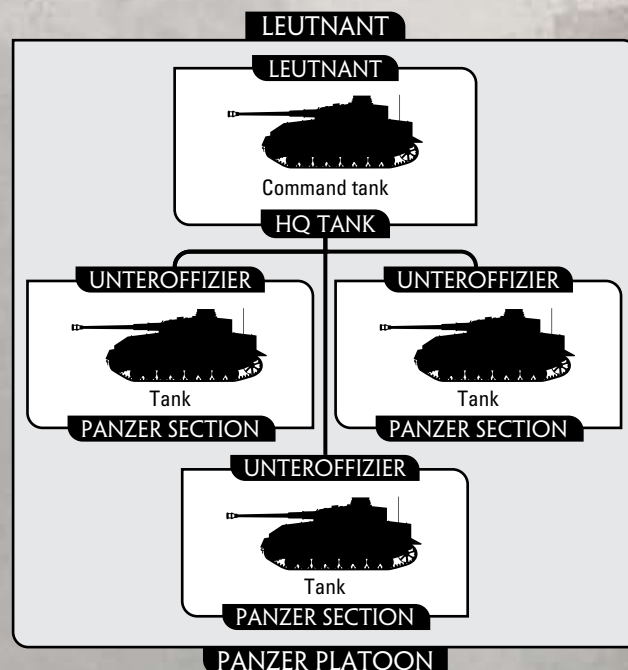 LEUTNANT
LEUTNANT
Command tank
HQ TANK
UNTEROFFIZIER
Tank
PANZER SECTION
UNTEROFFIZIER
Tank
PANZER SECTION
UNTEROFFIZIER
Tank
PANZER SECTION
PANZER PLATOON